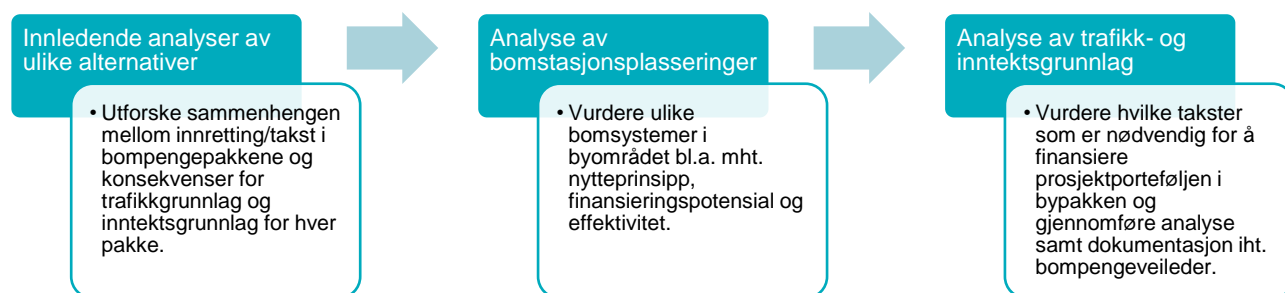 Innledende analyser av
ulike alternativer
• Utforske sammenhengen
mellom innretting/takst i
bompengepakkene og
konsekvenser for
trafikkgrunnlag og
inntektsgrunnlag for hver
pakke.
Analyse av
bomstasjonsplasseringer
• Vurdere ulike
bomsystemer i
byområdet bl.a. mht.
nytteprinsipp,
finansieringspotensial og
effektivitet.
Analyse av trafikk- og
inntektsgrunnlag
• Vurdere hvilke takster
som er nødvendig for å
finansiere
prosjektporteføljen i
bypakken og
gjennomføre analyse
samt dokumentasjon iht.
bompengeveileder.